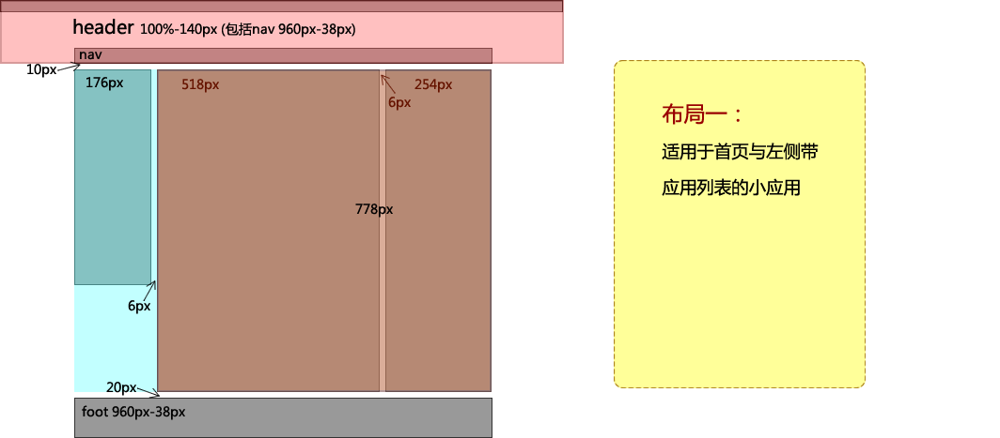 header 100%-140px (包括nav 960px-38px)
nav
10px
176px
518px
254px
6px
778px
6px
20px
foot 960px-38px
布局一：
适用于首页与左侧带
应用列表的小应用